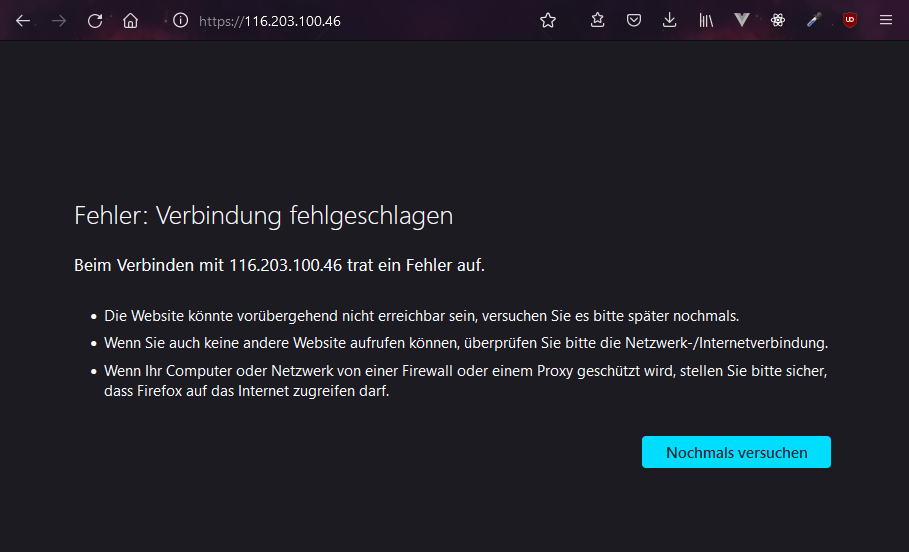 https://116.203.100.46
Fehler: Verbindung fehlgeschlagen
Beim Verbinden mit 116.203.100.46 trat ein Fehler auf.
Die Website könnte vorübergehend nicht erreichbar sein, versuchen Sie es bitte später nochmals.
Wenn Sie auch keine andere Website aufrufen können, überprüfen Sie bitte die Netzwerk-/Internetverbindung.
Wenn Ihr Computer oder Netzwerk von einer Firewall oder einem Proxy geschützt wird, stellen Sie bitte sicher,
dass Firefox auf das Internet zugreifen darf.
Nochmals versuchen